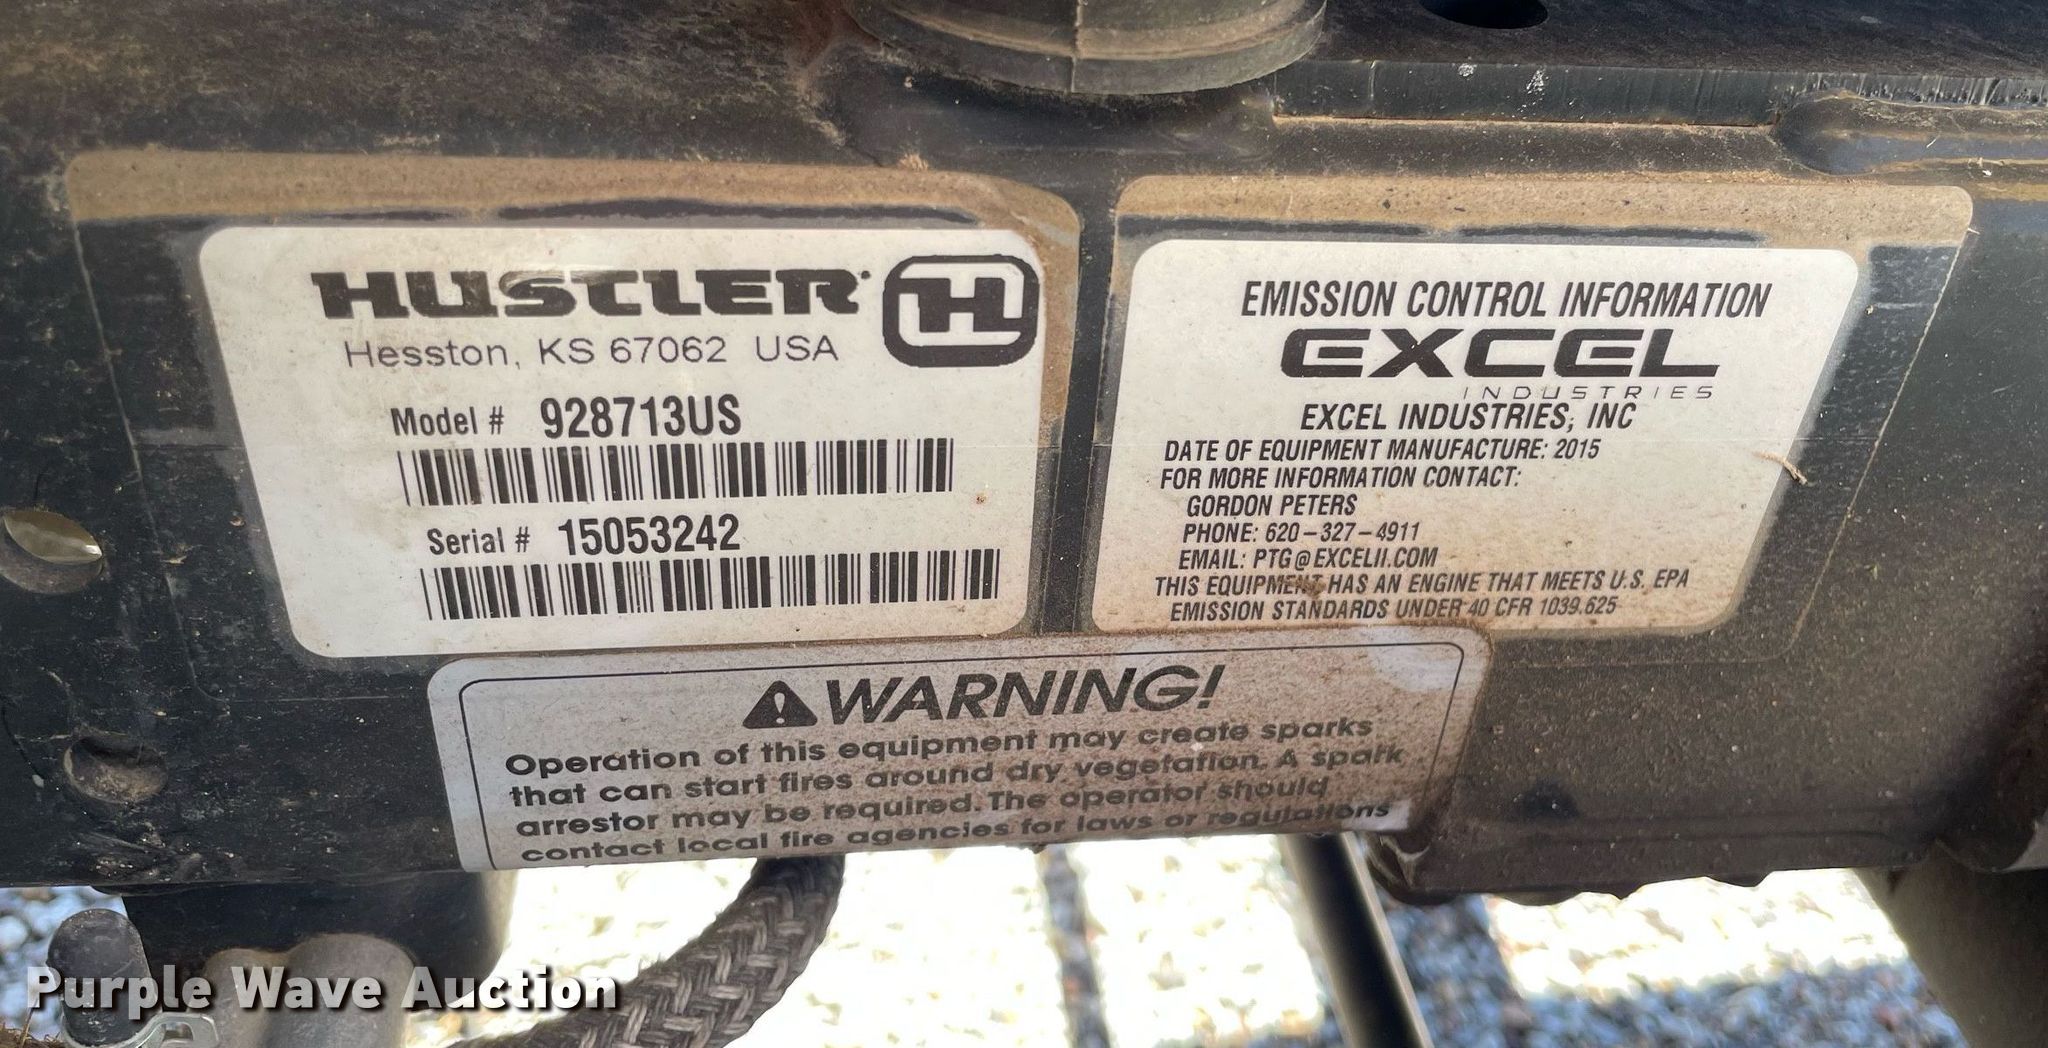 HUSTLER H
Hesston, KS 67062 USA
Model # 928713US
Serial # 15053242
EMISSION CONTROL INFORMATION
EXCEL
INDUSTRIES
EXCEL INDUSTRIES, INC
DATE OF EQUIPMENT MANUFACTURE: 2015
FOR MORE INFORMATION CONTACT:
GORDON PETERS
PHONE: 620-327-4911
EMAIL: PTG@EXCELII.COM
THIS EQUIPMENT HAS AN ENGINE THAT MEETS U.S. EPA
EMISSION STANDARDS UNDER 40 CFR 1039.625
WARNING!
Operation of this equipment may create sparks
that can start fires around dry vegetation. A spark
arrestor may be required. The operator should
contact local fire agencies for laws or regulations
Purple Wave Auction